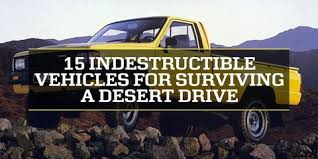 15 INDESTRUCTIBLE
VEHICLES FOR SURVIVING
A DESERT DRIVE